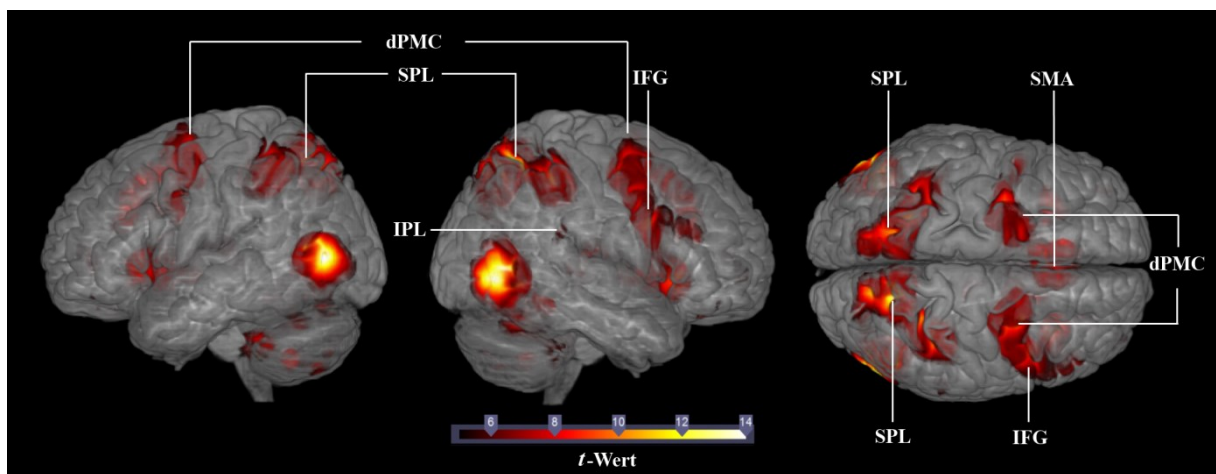 dPMC
SPL
IFG
SPL
SMA
IPL
dPMC
6 8 10 12 14
t-Wert
SPL
IFG